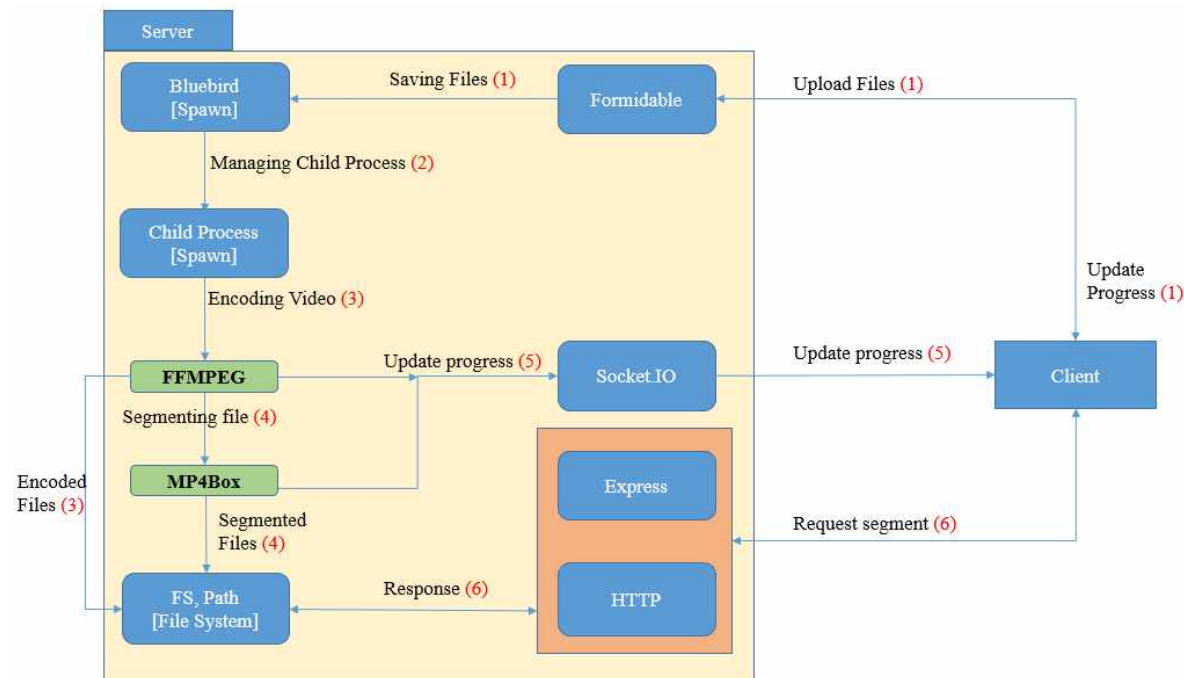 Server
Bluebird
[Spawn]
Saving Files (1)
Formidable
Upload Files (1)
Managing Child Process (2)
Child Process
[Spawn]
Update
Progress (1)
Encoding Video (3)
FFMPEG
Update progress (5)
Socket.IO
Update progress (5)
Client
Segmenting file (4)
Encoded
Files (3)
MP4Box
Express
Segmented
Files (4)
Request segment (6)
FS, Path
[File System]
Response (6)
HTTP